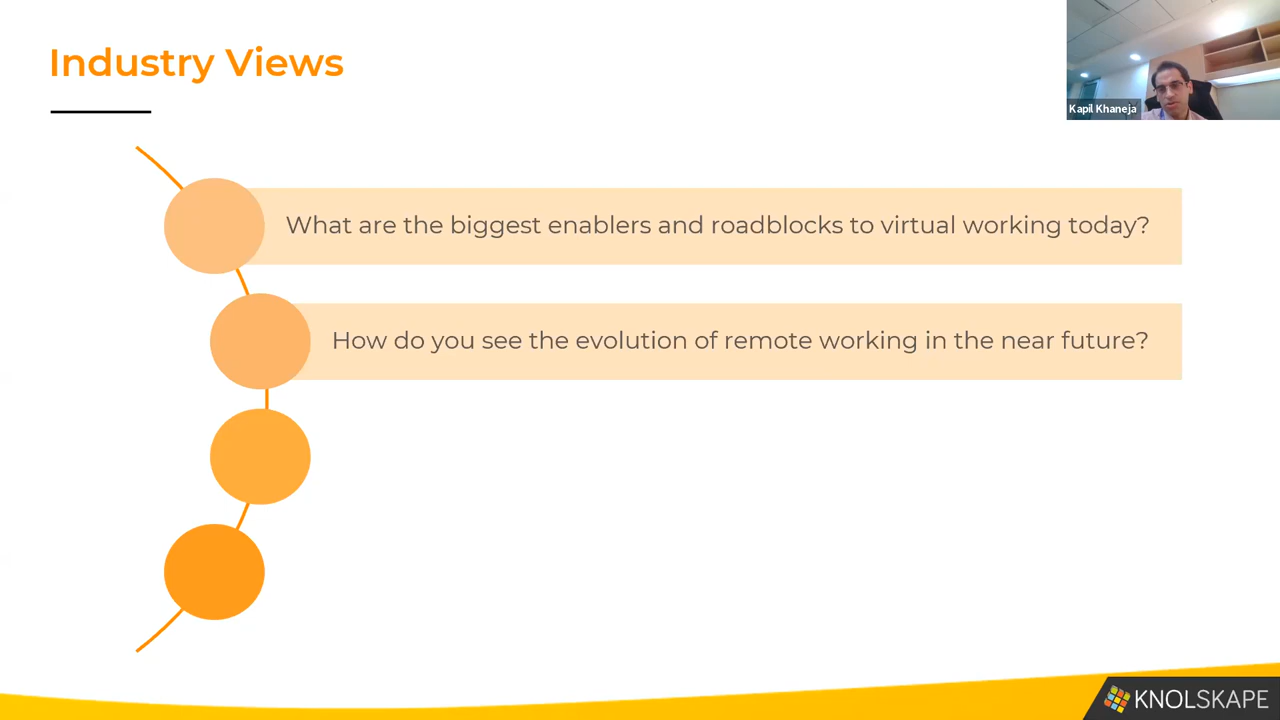 Industry Views
Kapil Khaneja
What are the biggest enablers and roadblocks to virtual working today?
How do you see the evolution of remote working in the near future?
KNOLSKAPE